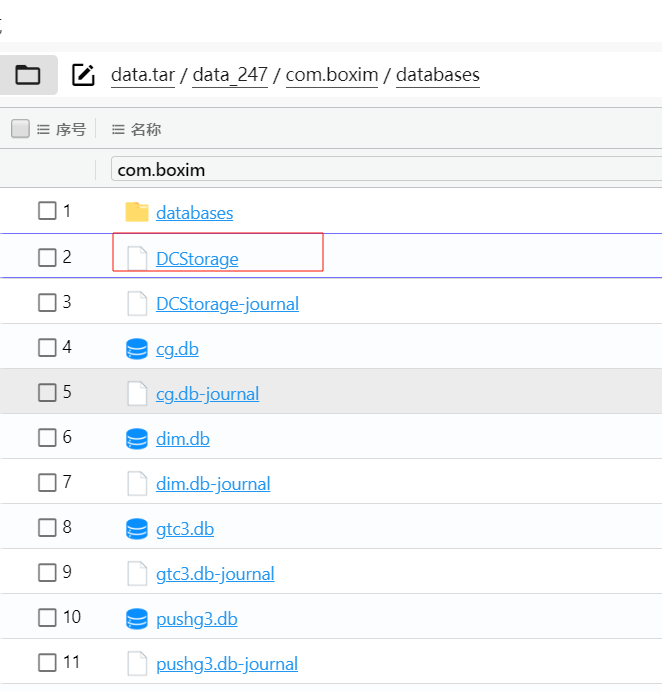 data.tar / data_247 / com.boxim / databases
序号 名称
com.boxim
1 databases
2 DCStorage
3 DCStorage-journal
4 cg.db
5 cg.db-journal
6 dim.db
7 dim.db-journal
8 gtc3.db
9 gtc3.db-journal
10 pushg3.db
11 pushg3.db-journal